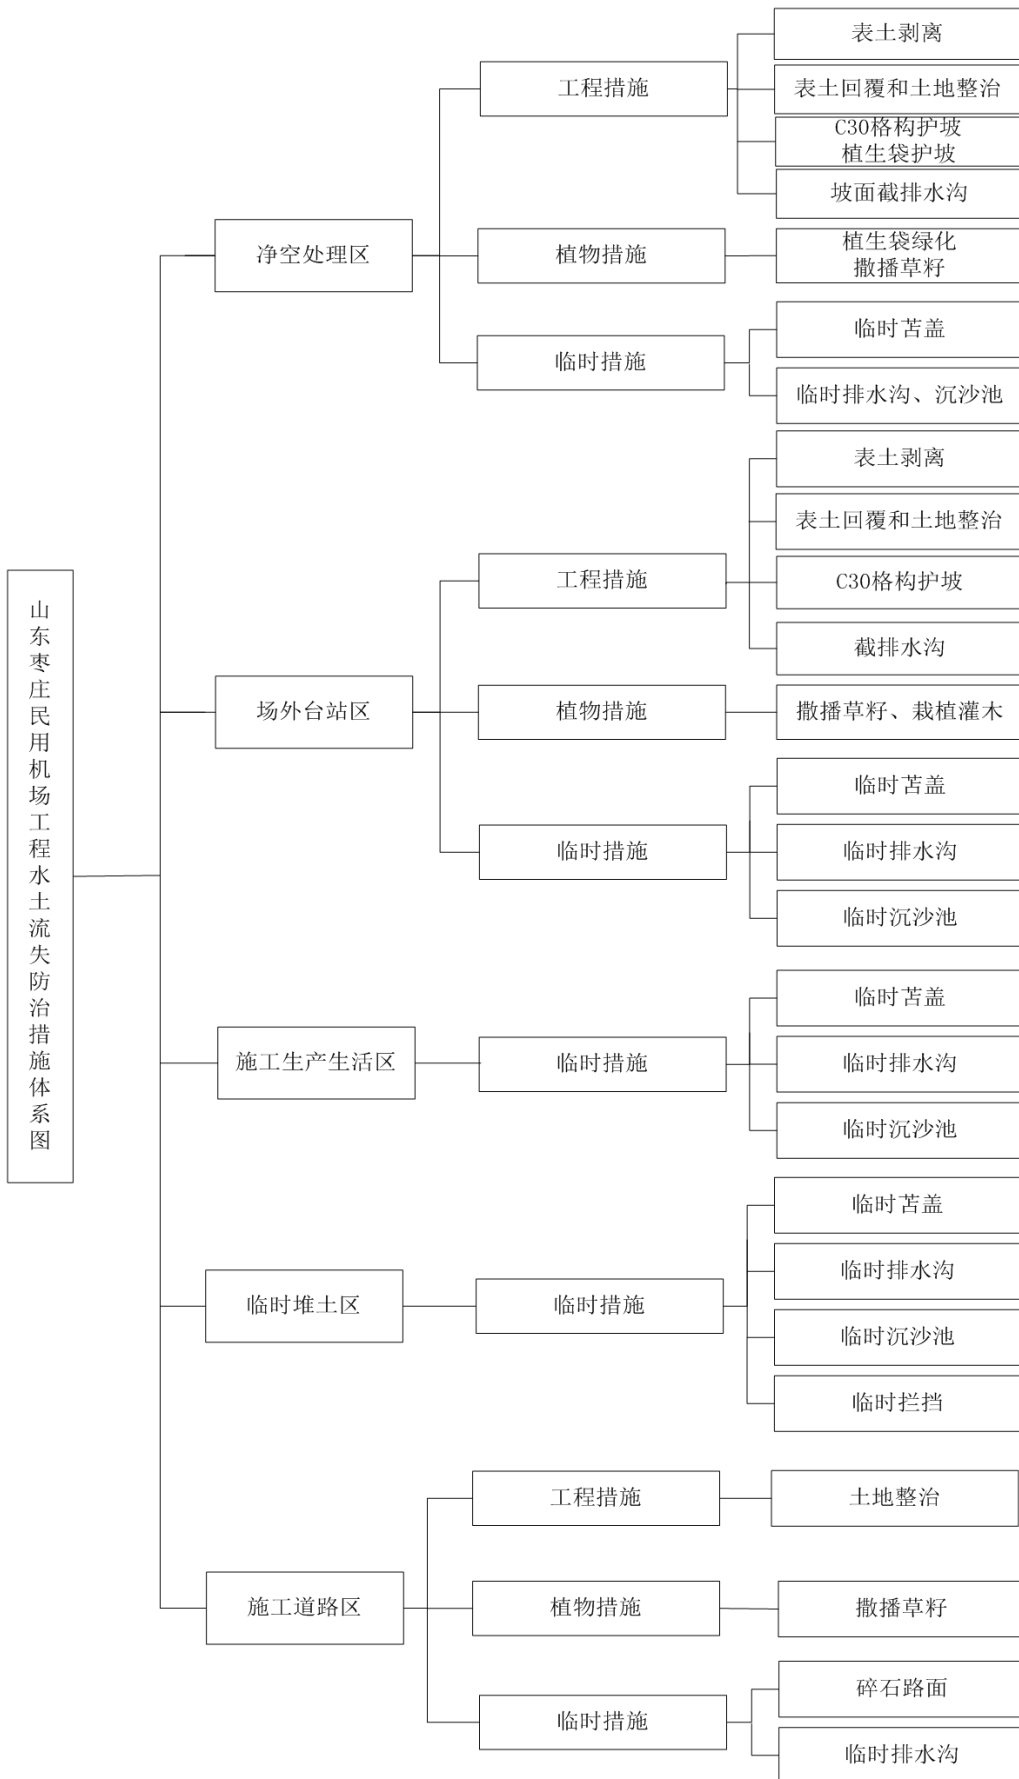 山东枣庄民用机场工程水土流失防治措施体系图
净空处理区
工程措施
表土剥离
表土回覆和土地整治
C30格构护坡
植生袋护坡
坡面截排水沟
植物措施
植生袋绿化
撒播草籽
临时措施
临时苫盖
临时排水沟、沉沙池
场外台站区
工程措施
表土剥离
表土回覆和土地整治
C30格构护坡
截排水沟
植物措施
撒播草籽、栽植灌木
临时措施
临时苫盖
临时排水沟
临时沉沙池
施工生产生活区
临时措施
临时苫盖
临时排水沟
临时沉沙池
临时堆土区
临时措施
临时苫盖
临时排水沟
临时沉沙池
临时拦挡
施工道路区
工程措施
土地整治
植物措施
撒播草籽
临时措施
碎石路面
临时排水沟